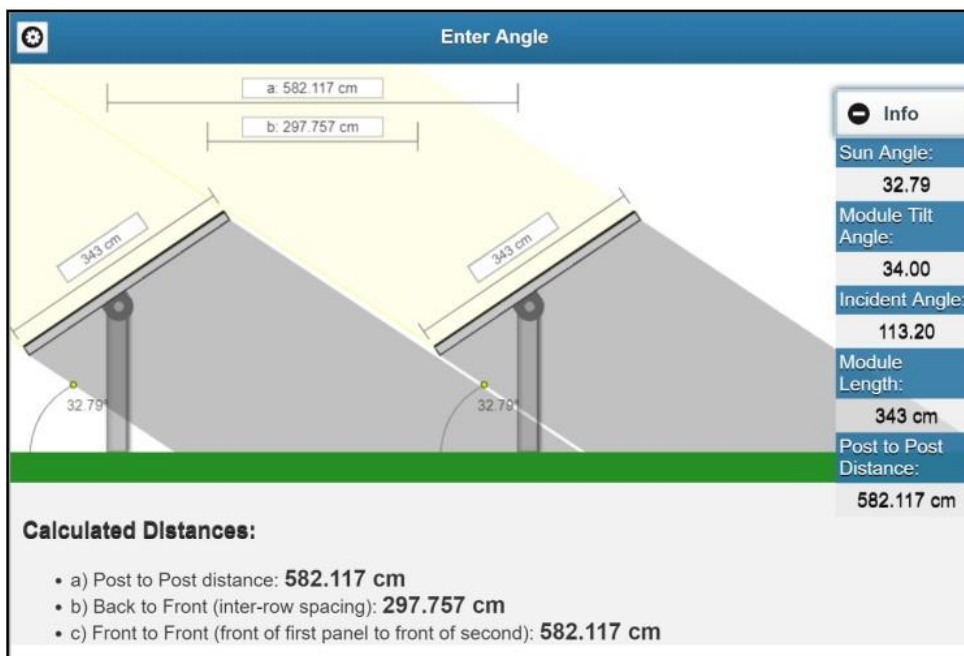 Enter Angle
a: 582.117 cm
b: 297.757 cm
343 cm
343 cm
32.79°
32.79°
Info
Sun Angle:
32.79
Module Tilt
Angle:
34.00
Incident Angle:
113.20
Module
Length:
343 cm
Post to Post
Distance:
582.117 cm
Calculated Distances:
• a) Post to Post distance: 582.117 cm
• b) Back to Front (inter-row spacing): 297.757 cm
• c) Front to Front (front of first panel to front of second): 582.117 cm